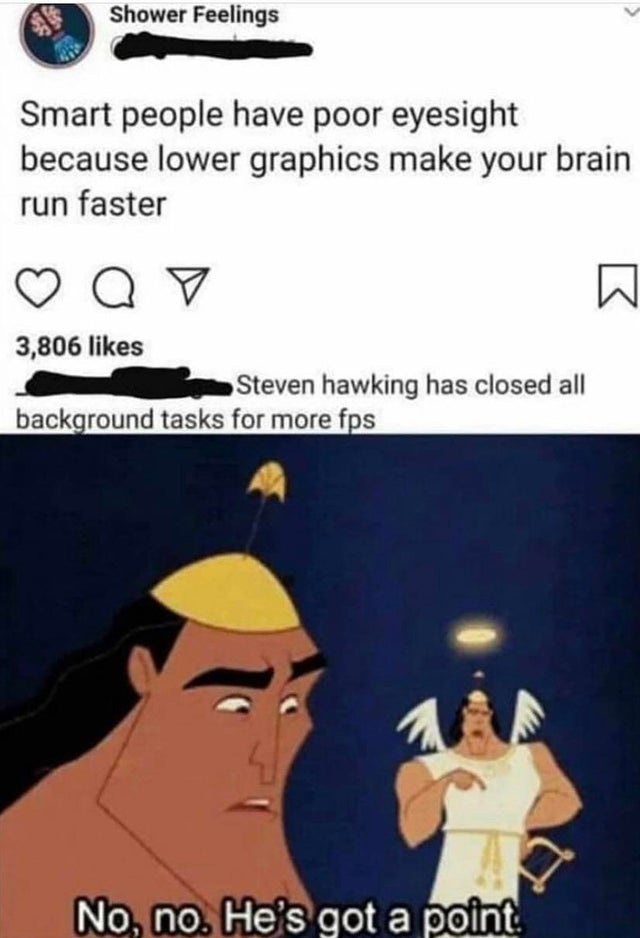 Shower Feelings
Smart people have poor eyesight
because lower graphics make your brain
run faster
3,806 likes
Steven hawking has closed all
background tasks for more fps
No, no. He's got a point.